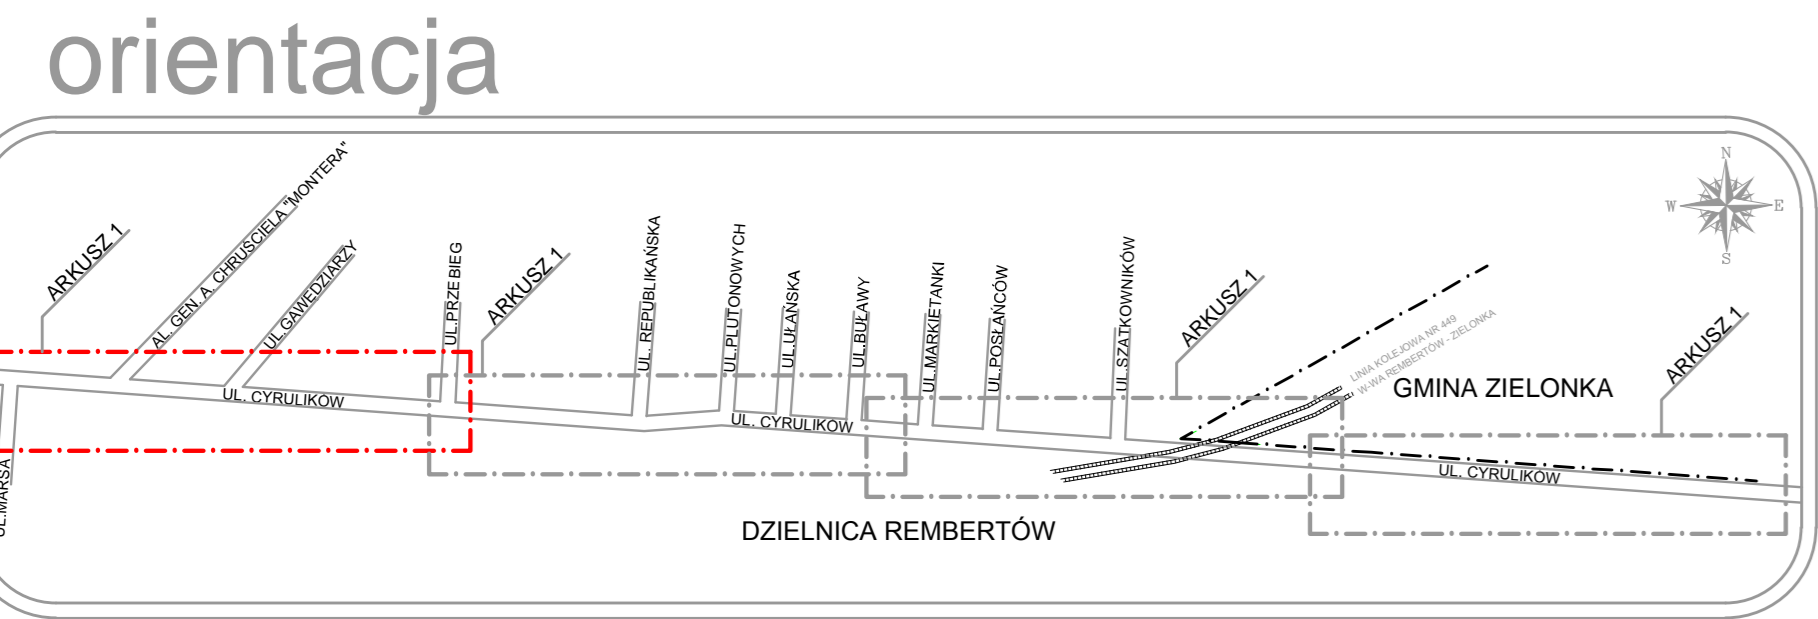 orientacja
N
W
E
S
ARKUSZ 1
AL. GEN. A. CHRUŚCIELA "MONTERA"
UL.GAWĘDZIARZY
UL.PRZEBIEG
ARKUSZ 1
UL. REPUBLIKAŃSKA
UL.PLUTONOWYCH
UL.UŁAŃSKA
UL.BUŁAWY
UL.MARKIETANKI
UL.POSŁAŃCÓW
UL.SZATKOWNIKÓW
ARKUSZ 1
LINIA KOLEJOWA NR 449
W-WA REMBERTÓW - ZIELONKA
GMINA ZIELONKA
ARKUSZ 1
UL. CYRULIKÓW
UL. CYRULIKÓW
UL. CYRULIKÓW
UL.MARSA
DZIELNICA REMBERTÓW